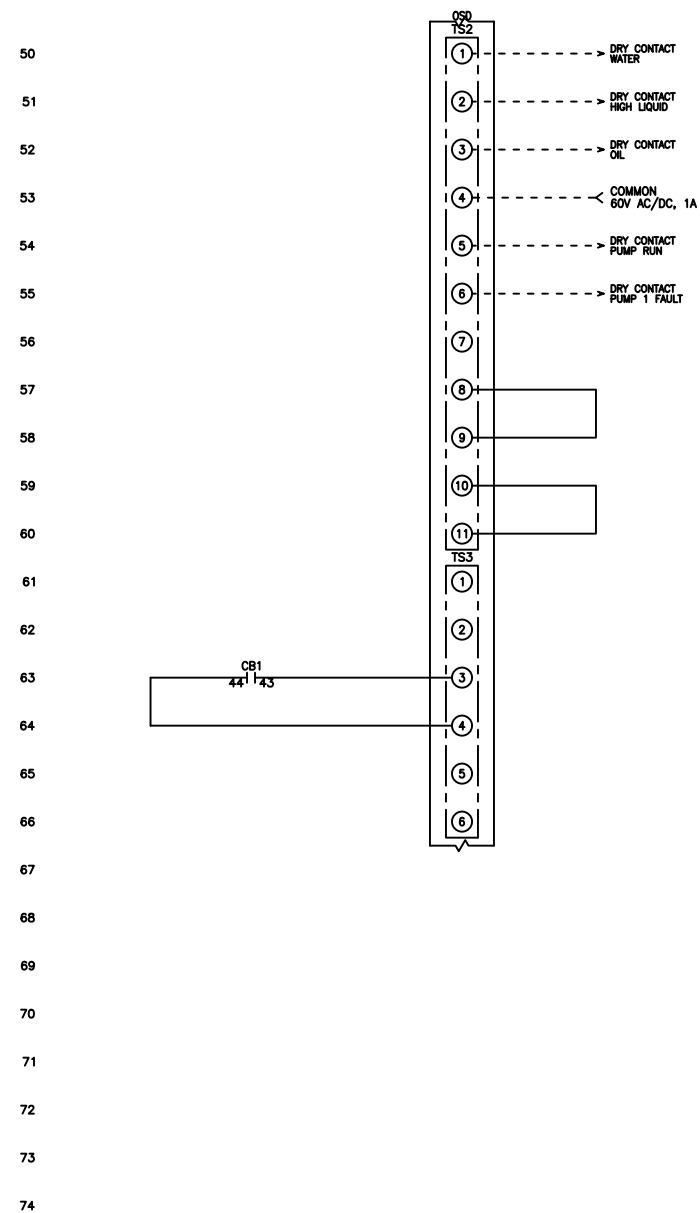 OSD
TS2
50
1
DRY CONTACT
WATER
51
2
DRY CONTACT
HIGH LIQUID
52
3
DRY CONTACT
OIL
53
4
COMMON
60V AC/DC, 1A
54
5
DRY CONTACT
PUMP RUN
55
6
DRY CONTACT
PUMP 1 FAULT
56
7
57
8
58
9
59
10
60
11
TS3
61
1
62
2
CB1
63
44 43
3
64
4
65
5
66
6
67
68
69
70
71
72
73
74